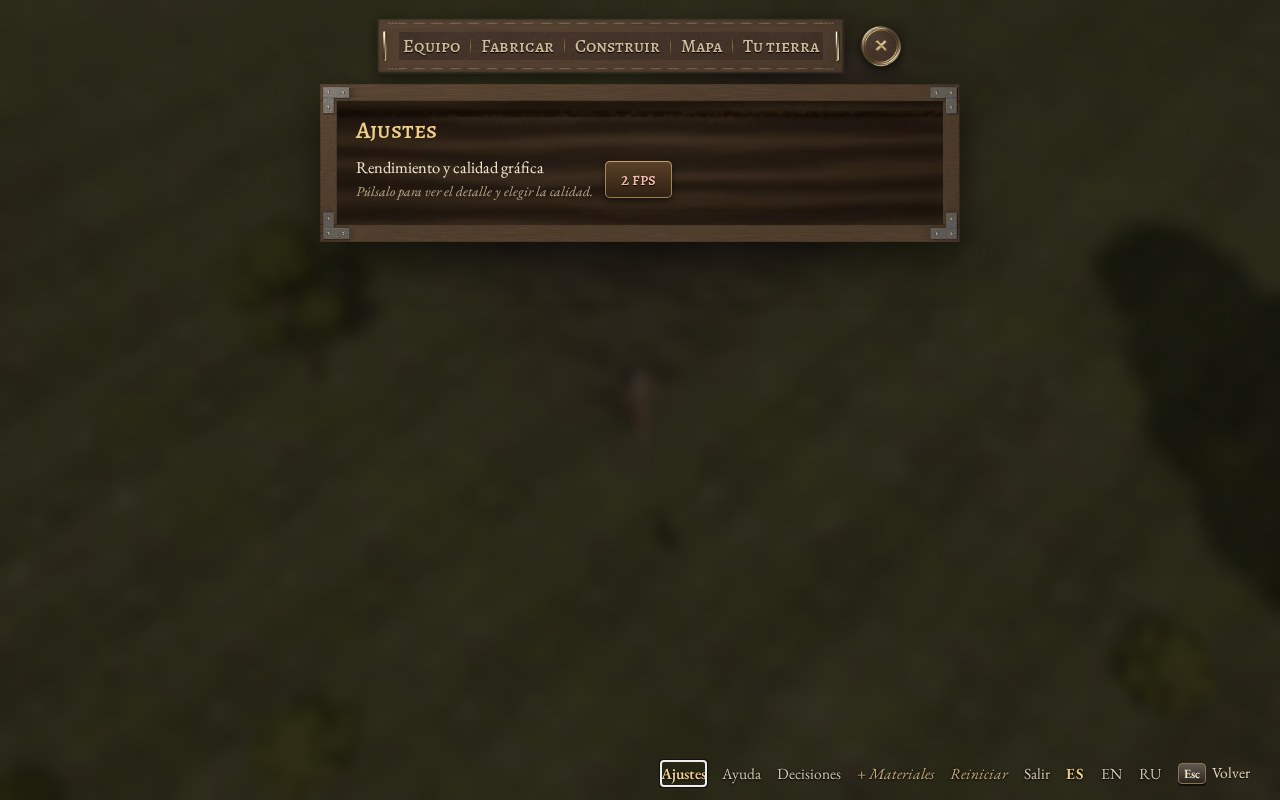 Equipo Fabricar Construir Mapa Tu tierra ×
Ajustes
Rendimiento y calidad gráfica
Púlsalo para ver el detalle y elegir la calidad.
2 FPS
Ajustes Ayuda Decisiones + Materiales Reiniciar Salir ES EN RU Esc Volver